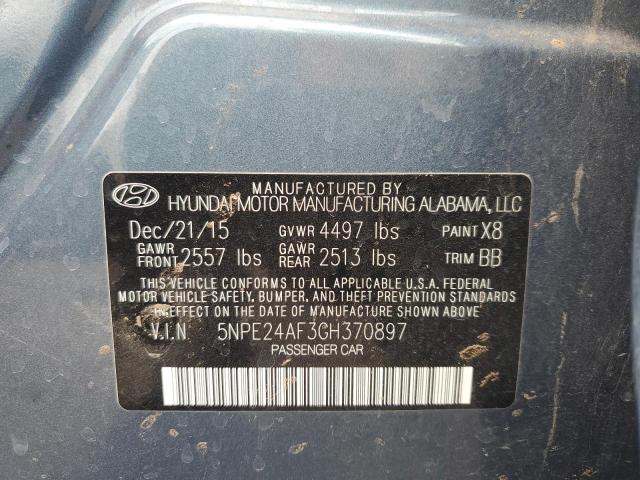 MANUFACTURED BY
HYUNDAI MOTOR MANUFACTURING ALABAMA, LLC
Dec/21/15 GVWR 4497 lbs PAINT X8
GAWR FRONT 2557 lbs GAWR REAR 2513 lbs TRIM BB
THIS VEHICLE CONFORMS TO ALL APPLICABLE U.S.A. FEDERAL
MOTOR VEHICLE SAFETY, BUMPER, AND THEFT PREVENTION STANDARDS
IN EFFECT ON THE DATE OF MANUFACTURE SHOWN ABOVE.
V.I.N 5NPE24AF3GH370897
PASSENGER CAR